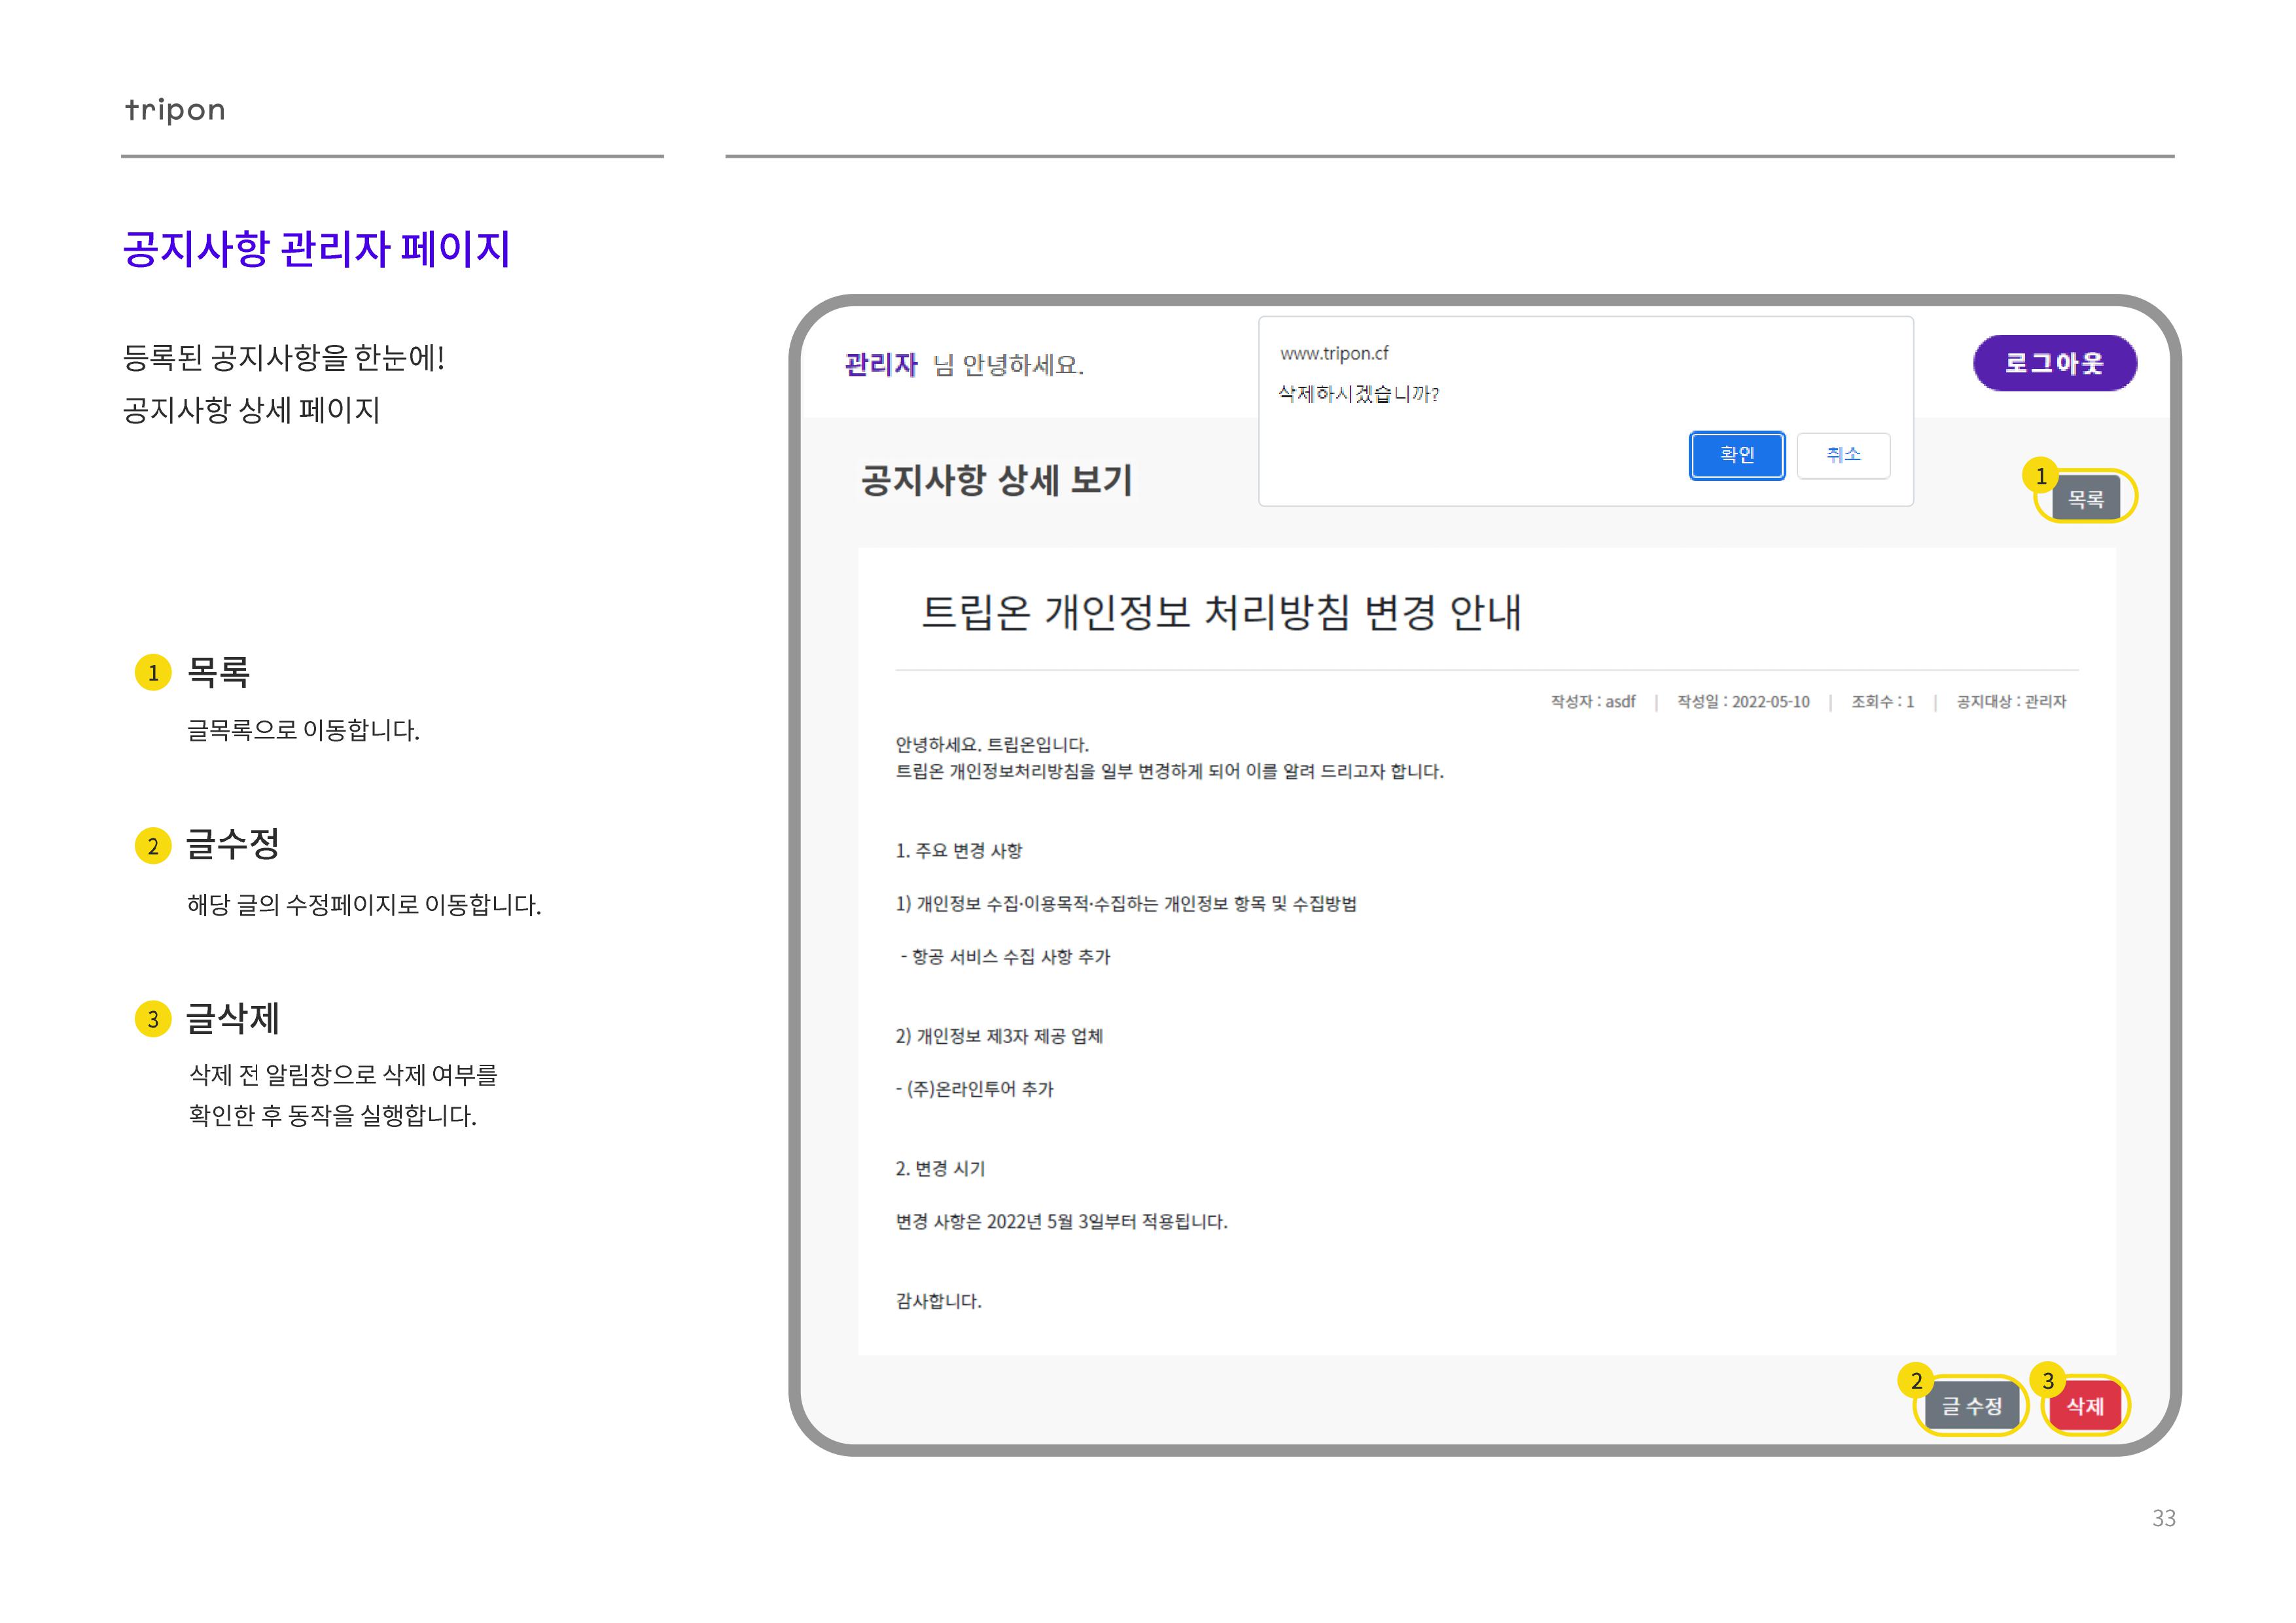 tripon
공지사항 관리자 페이지
등록된 공지사항을 한눈에!
공지사항 상세 페이지
1 목록
글목록으로 이동합니다.
2 글수정
해당 글의 수정페이지로 이동합니다.
3 글삭제
삭제 전 알림창으로 삭제 여부를
확인한 후 동작을 실행합니다.
관리자 님 안녕하세요.
www.tripon.cf
삭제하시겠습니까?
확인 취소
로그아웃
공지사항 상세 보기
1 목록
트립온 개인정보 처리방침 변경 안내
작성자 : asdf | 작성일 : 2022-05-10 | 조회수 : 1 | 공지대상 : 관리자
안녕하세요. 트립온입니다.
트립온 개인정보처리방침을 일부 변경하게 되어 이를 알려 드리고자 합니다.
1. 주요 변경 사항
1) 개인정보 수집·이용목적·수집하는 개인정보 항목 및 수집방법
- 항공 서비스 수집 사항 추가
2) 개인정보 제3자 제공 업체
- (주)온라인투어 추가
2. 변경 시기
변경 사항은 2022년 5월 3일부터 적용됩니다.
감사합니다.
2 글 수정 3 삭제
33